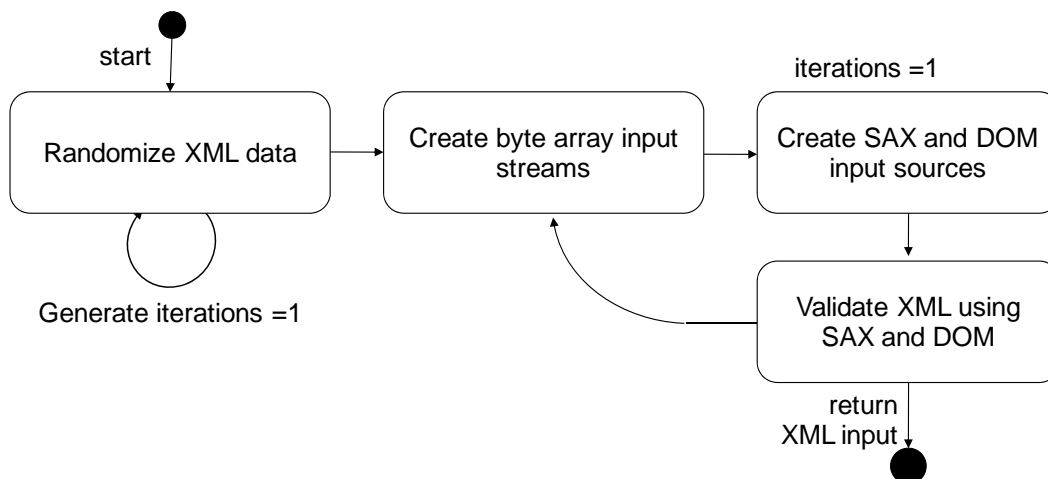 start
iterations =1
Randomize XML data
Create byte array input
streams
Create SAX and DOM
input sources
Generate iterations =1
Validate XML using
SAX and DOM
return
XML input